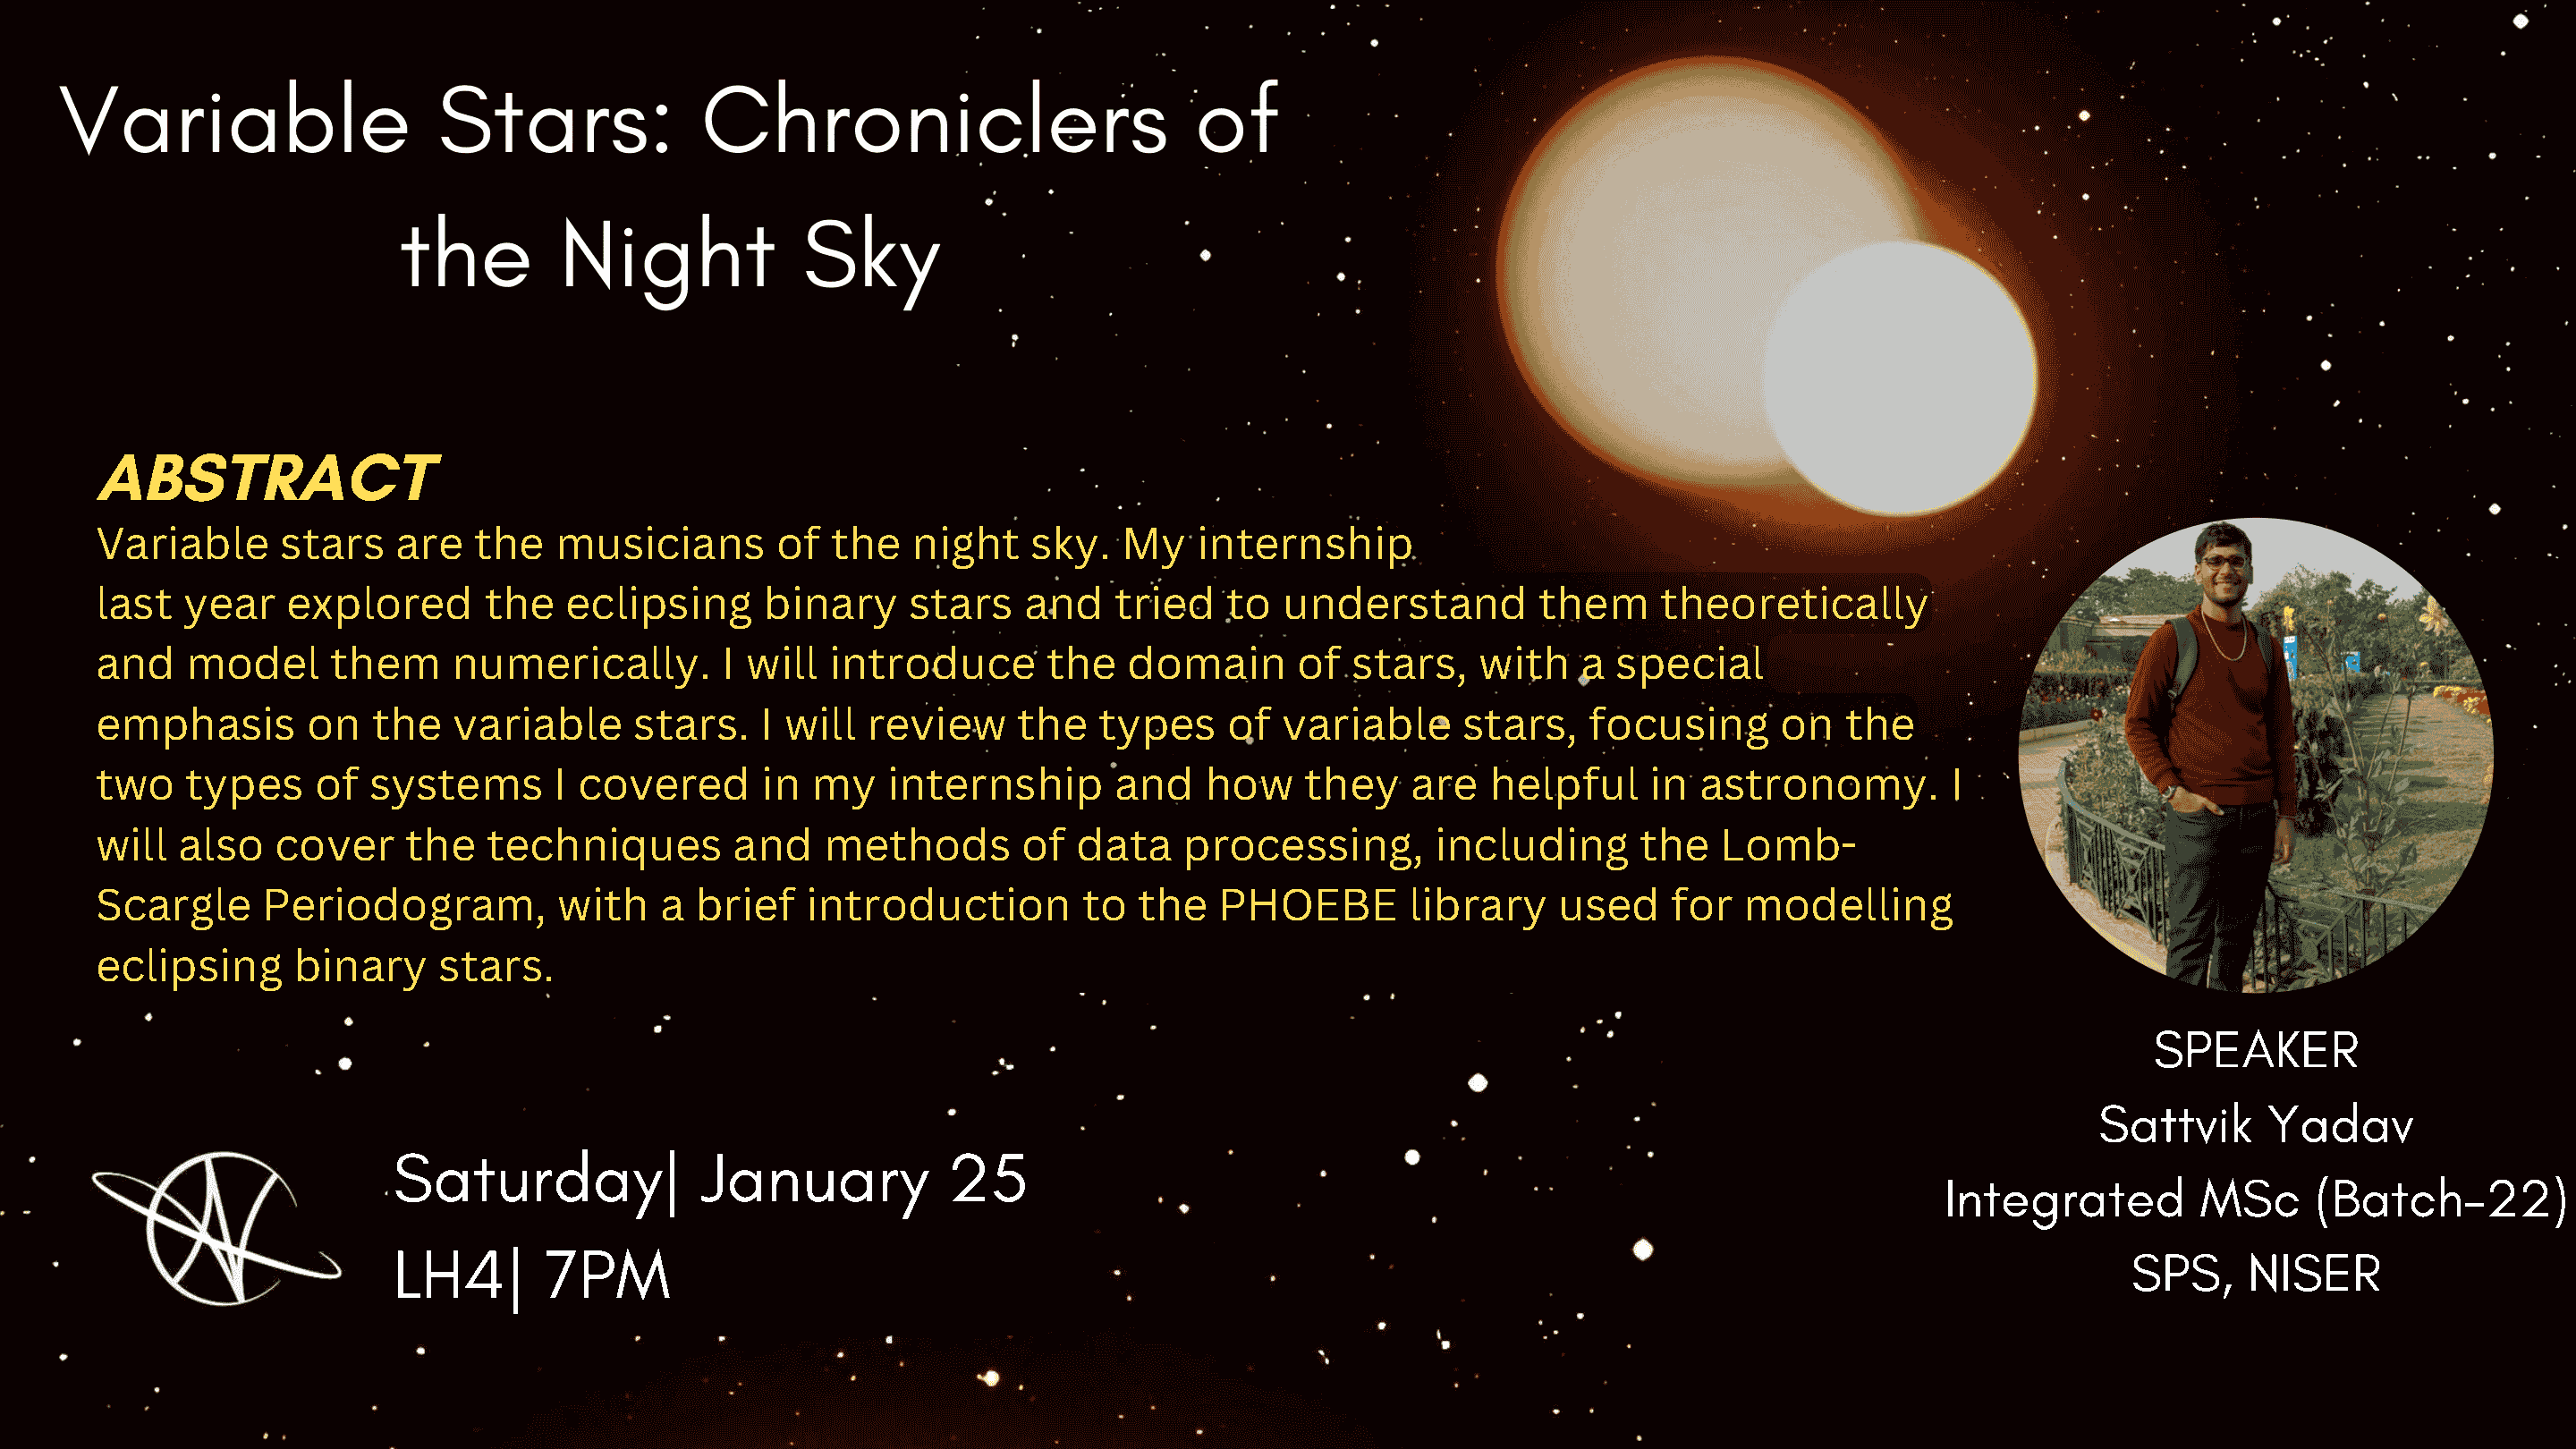 Variable Stars: Chroniclers of
the Night Sky
ABSTRACT
Variable stars are the musicians of the night sky. My internship
last year explored the eclipsing binary stars and tried to understand them theoretically
and model them numerically. I will introduce the domain of stars, with a special
emphasis on the variable stars. I will review the types of variable stars, focusing on the
two types of systems I covered in my internship and how they are helpful in astronomy. I
will also cover the techniques and methods of data processing, including the Lomb-
Scargle Periodogram, with a brief introduction to the PHOEBE library used for modelling
eclipsing binary stars.
SPEAKER
Sattvik Yadav
Integrated MSc (Batch-22)
SPS, NISER
Saturday| January 25
LH4| 7PM